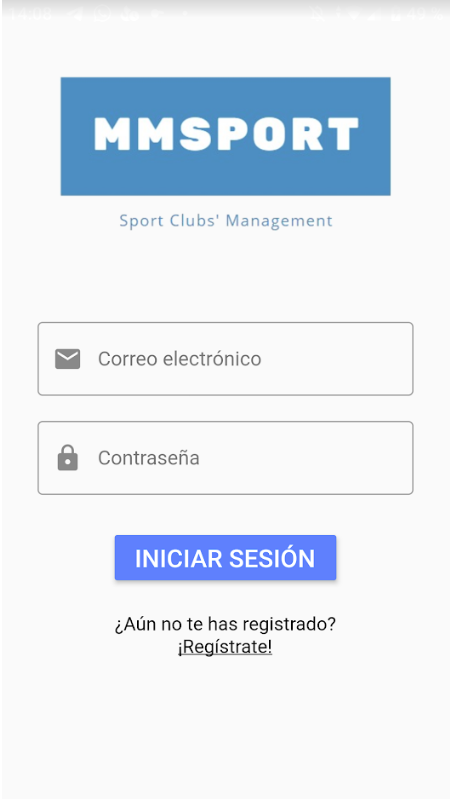 MMSPORT
Sport Clubs' Management
Correo electrónico
Contraseña
INICIAR SESIÓN
¿Aún no te has registrado?
¡Regístrate!